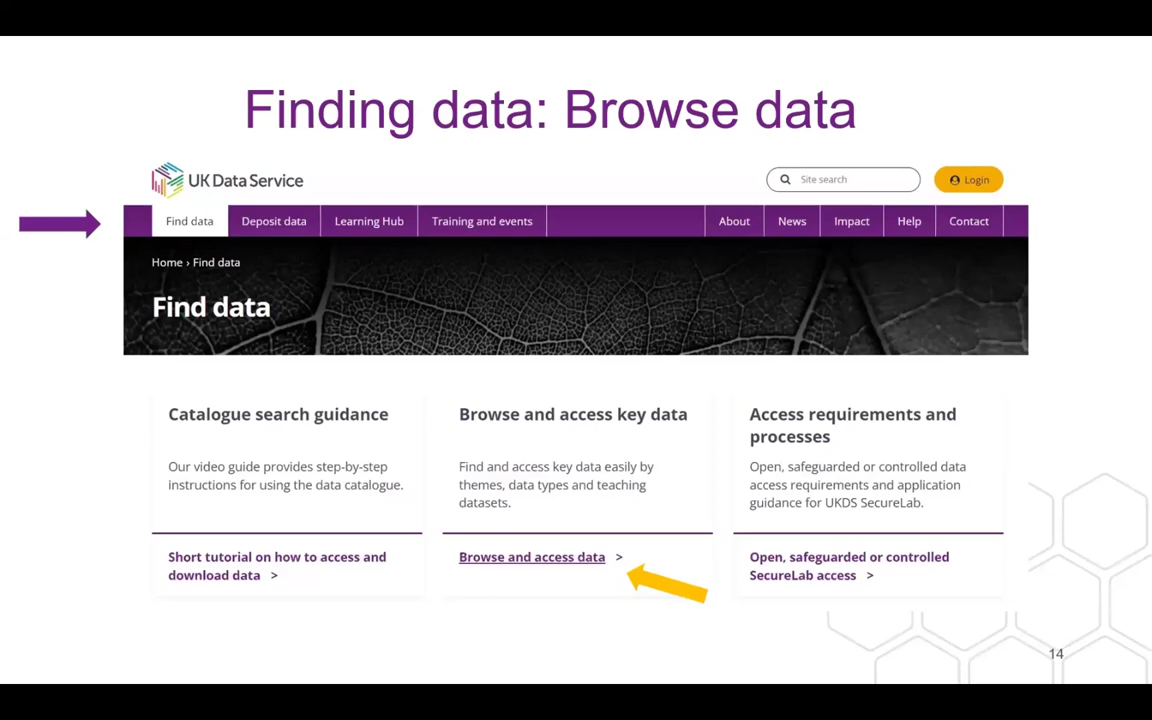 Finding data: Browse data
UK Data Service
Site search
Login
Find data
Deposit data
Learning Hub
Training and events
About
News
Impact
Help
Contact
Home › Find data
Find data
Catalogue search guidance
Our video guide provides step-by-step
instructions for using the data catalogue.
Short tutorial on how to access and
download data >
Browse and access key data
Find and access key data easily by
themes, data types and teaching
datasets.
Browse and access data >
Access requirements and
processes
Open, safeguarded or controlled data
access requirements and application
guidance for UKDS SecureLab.
Open, safeguarded or controlled
SecureLab access >
14